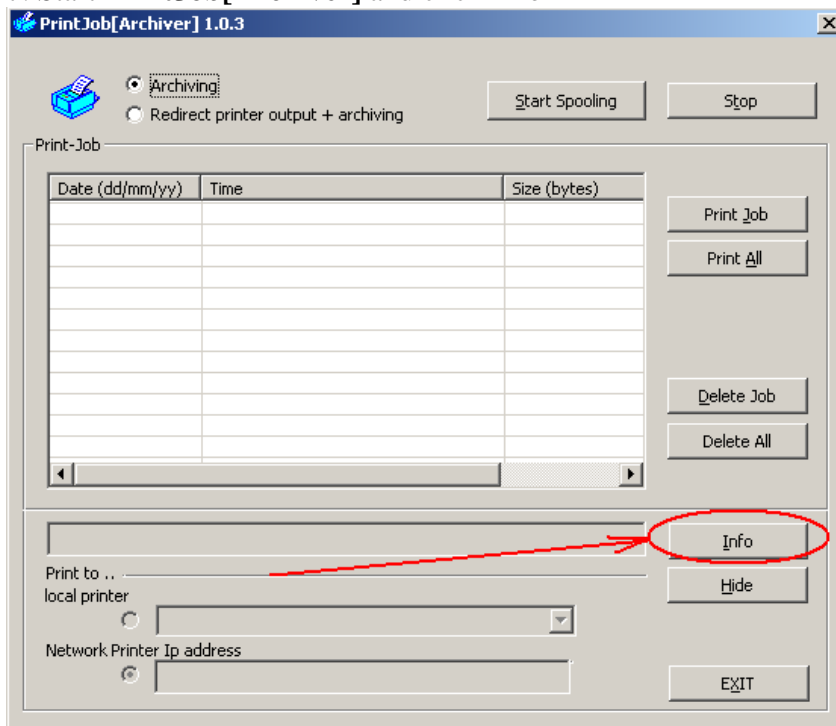 PrintJob[Archiver] 1.0.3
Archiving
Redirect printer output + archiving
Start Spooling
Stop
Print-Job
Date (dd/mm/yy) Time Size (bytes)
Print Job
Print All
Delete Job
Delete All
Info
Print to ..
Hide
local printer
Network Printer Ip address
EXIT